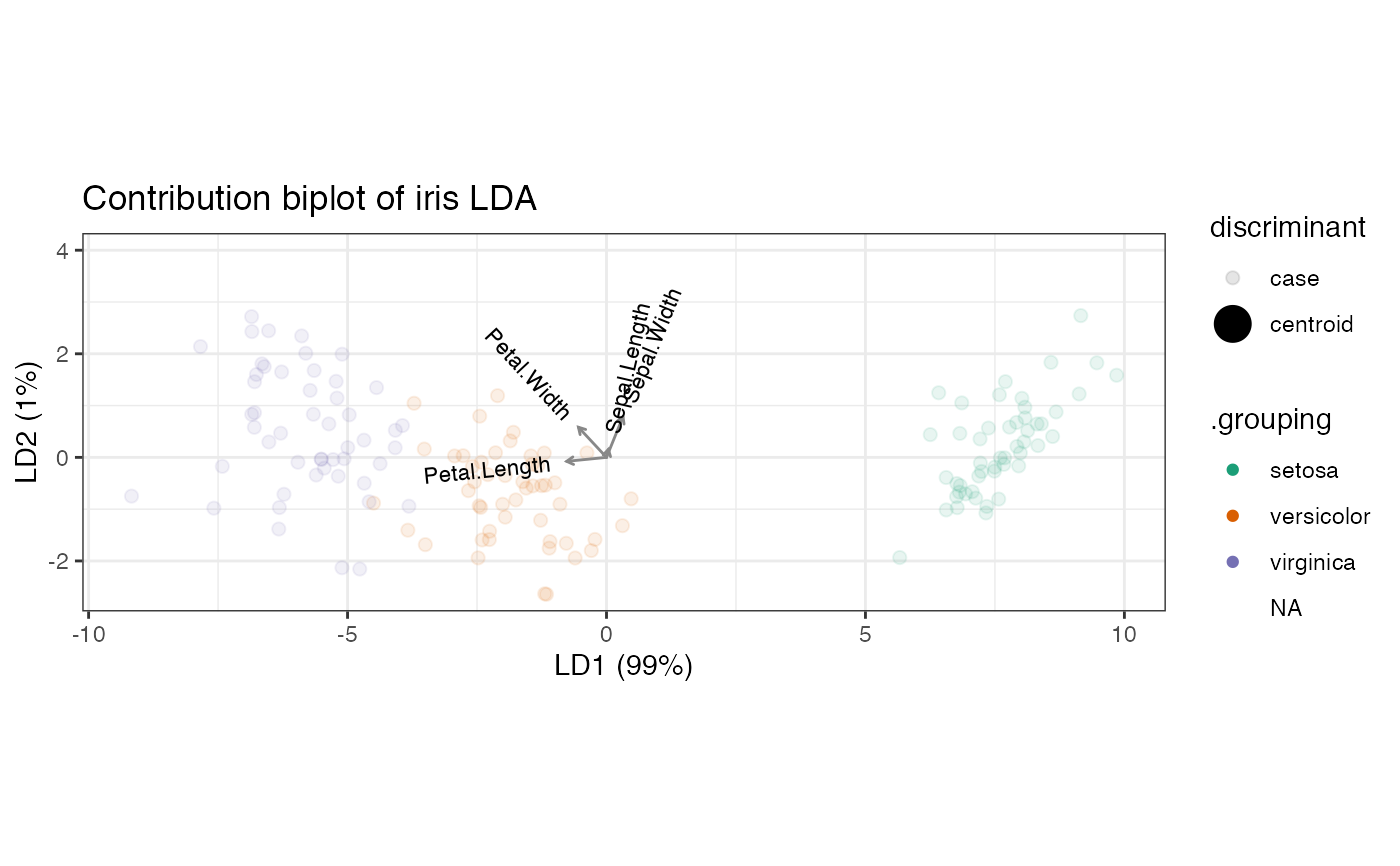 Contribution biplot of iris LDA
discriminant
case
centroid
.grouping
setosa
versicolor
virginica
NA
4
2
0
-2
LD2 (1%)
Petal.Width
Sepal.Length
Sepal.Width
Petal.Length
-10
-5
0
5
10
LD1 (99%)